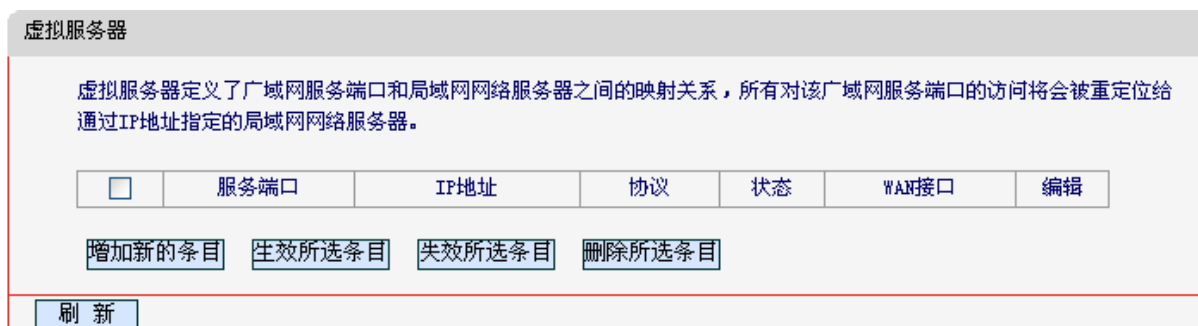 虚拟服务器
虚拟服务器定义了广域网服务端口和局域网网络服务器之间的映射关系，所有对该广域网服务端口的访问将会被重定位给
通过IP地址指定的局域网网络服务器。
服务端口 IP地址 协议 状态 WAN接口 编辑
增加新的条目 生效所选条目 失效所选条目 删除所选条目
刷 新